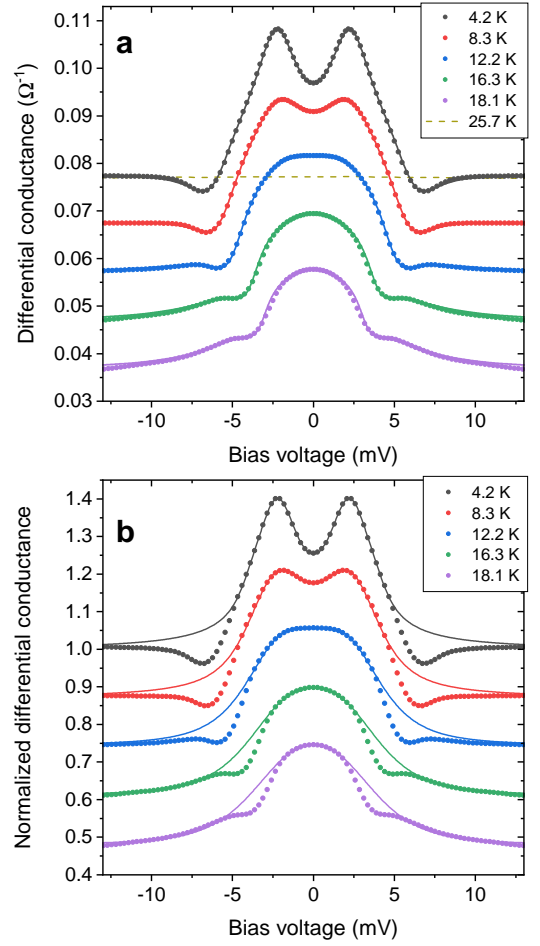 a
4.2 K
8.3 K
12.2 K
16.3 K
18.1 K
25.7 K
0.11
0.10
0.09
0.08
0.07
0.06
0.05
0.04
0.03
Differential conductance (Ω⁻¹)
-10 -5 0 5 10
Bias voltage (mV)
b
4.2 K
8.3 K
12.2 K
16.3 K
18.1 K
1.4
1.3
1.2
1.1
1.0
0.9
0.8
0.7
0.6
0.5
0.4
Normalized differential conductance
-10 -5 0 5 10
Bias voltage (mV)